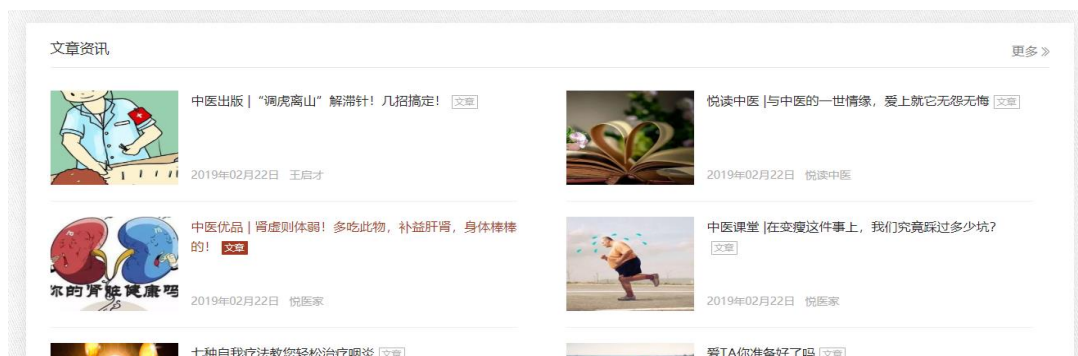 文章资讯
更多 》
中医出版 | “调虎离山”解滞针！几招搞定！ 文章
2019年02月22日 王启才
悦读中医 |与中医的一世情缘，爱上就它无怨无悔 文章
2019年02月22日 悦读中医
中医优品 | 肾虚则体弱！多吃此物，补益肝肾，身体棒棒
的！ 文章
你的肾脏健康吗
2019年02月22日 悦医家
中医课堂 |在变瘦这件事上，我们究竟踩过多少坑？
文章
2019年02月22日 悦医家
七种自我疗法教您轻松治疗咽炎 文章
爱TA你准备好了吗 文章